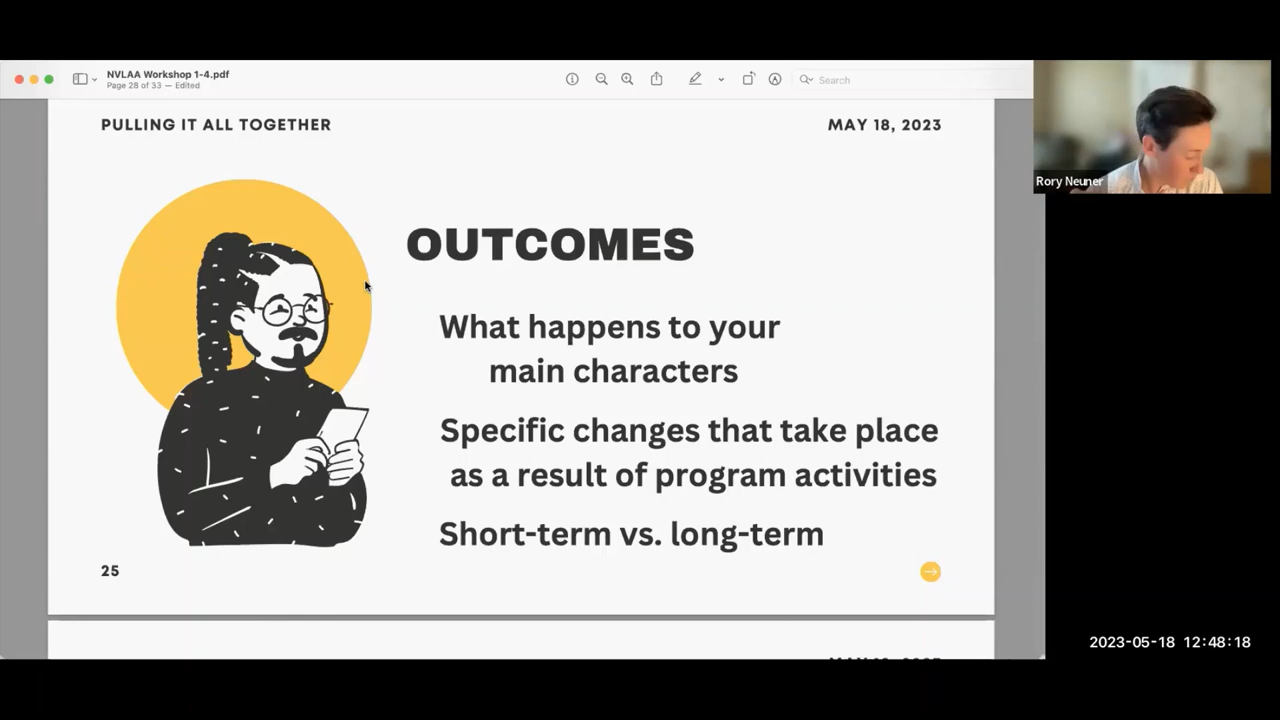 NVLAA Workshop 1-4.pdf
Page 28 of 33 — Edited
Search
PULLING IT ALL TOGETHER
MAY 18, 2023
Rory Neuner
OUTCOMES
What happens to your
main characters
Specific changes that take place
as a result of program activities
Short-term vs. long-term
25
2023-05-18 12:48:18